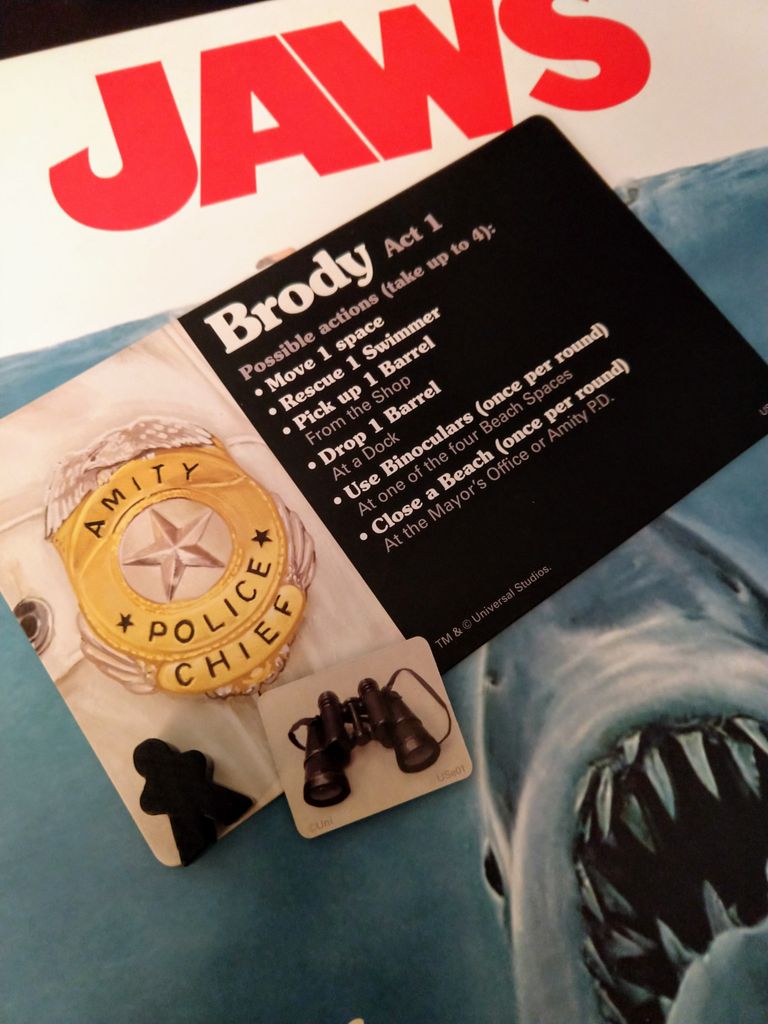 JAWS
Brody Act 1
Possible actions (take up to 4):
• Move 1 space
• Rescue 1 Swimmer
• Pick up 1 Barrel
From the Shop
• Drop 1 Barrel
At a Dock
• Use Binoculars (once per round)
At one of the four Beach Spaces
• Close a Beach (once per round)
At the Mayor's Office or Amity P.D.
TM & © Universal Studios.
AMITY
POLICE
CHIEF
©Uni
USe01